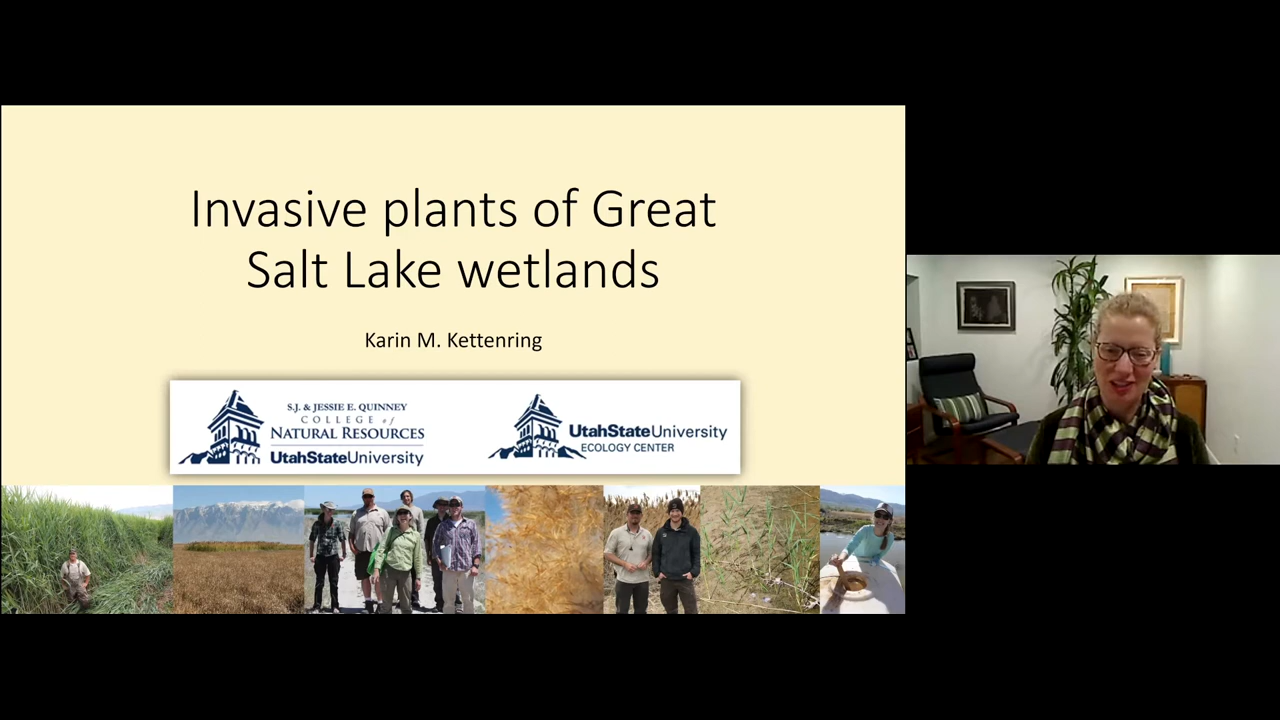 Invasive plants of Great
Salt Lake wetlands
Karin M. Kettenring
S.J. & JESSIE E. QUINNEY
COLLEGE of
NATURAL RESOURCES
UtahStateUniversity
UtahStateUniversity
ECOLOGY CENTER